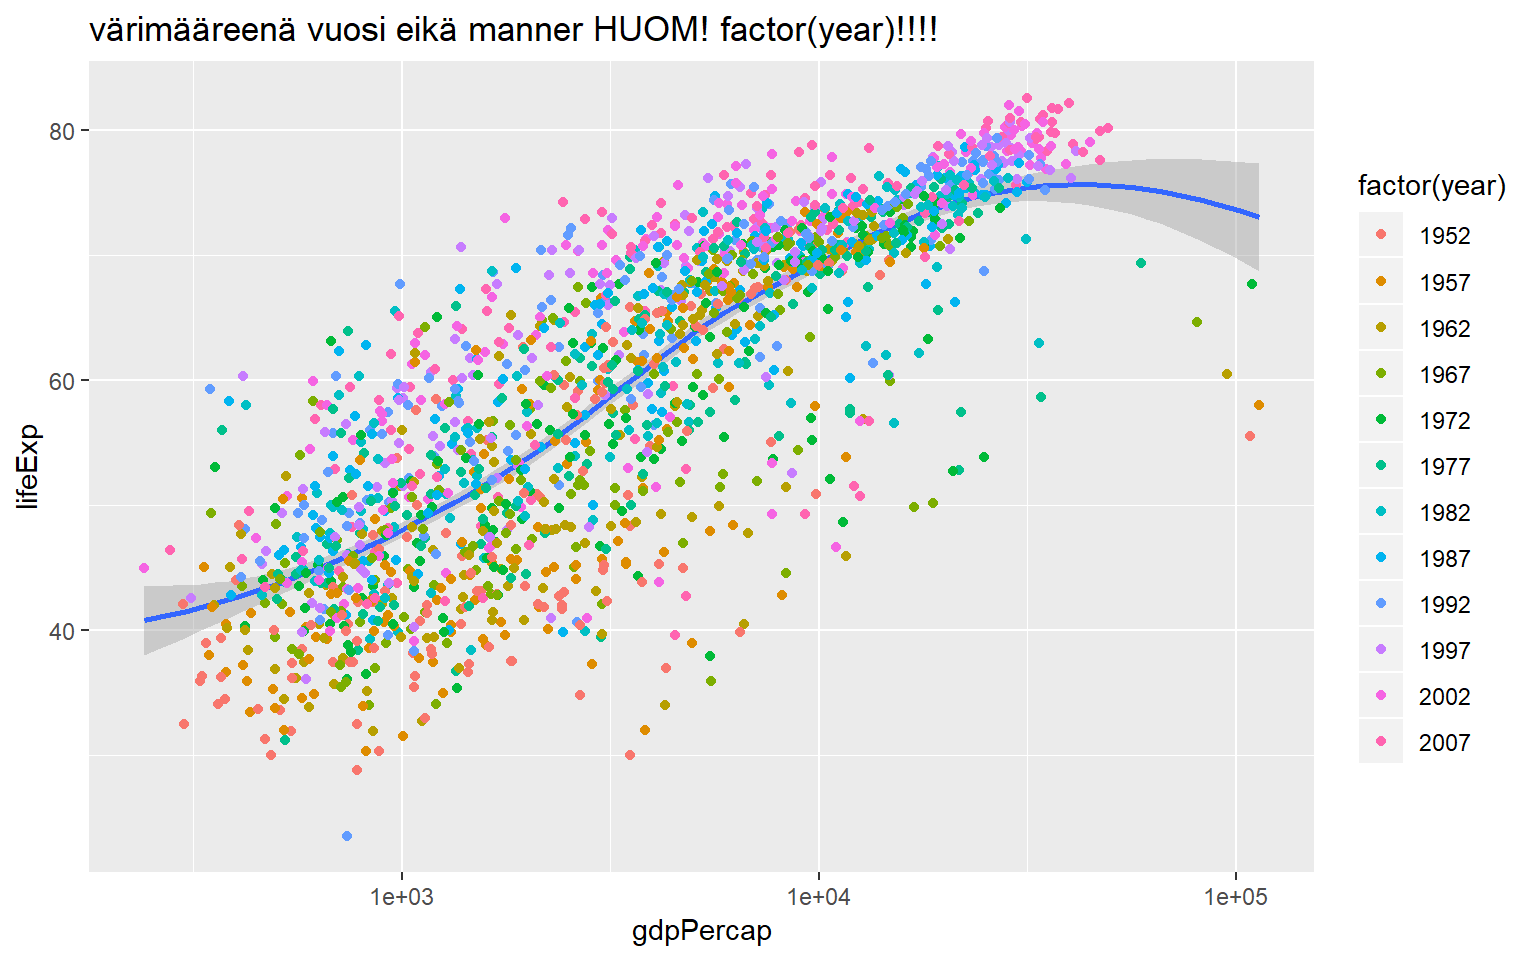 värimääreenä vuosi eikä manner HUOM! factor(year)!!!!
80
60
40
lifeExp
1e+03
1e+04
1e+05
gdpPercap
factor(year)
1952
1957
1962
1967
1972
1977
1982
1987
1992
1997
2002
2007